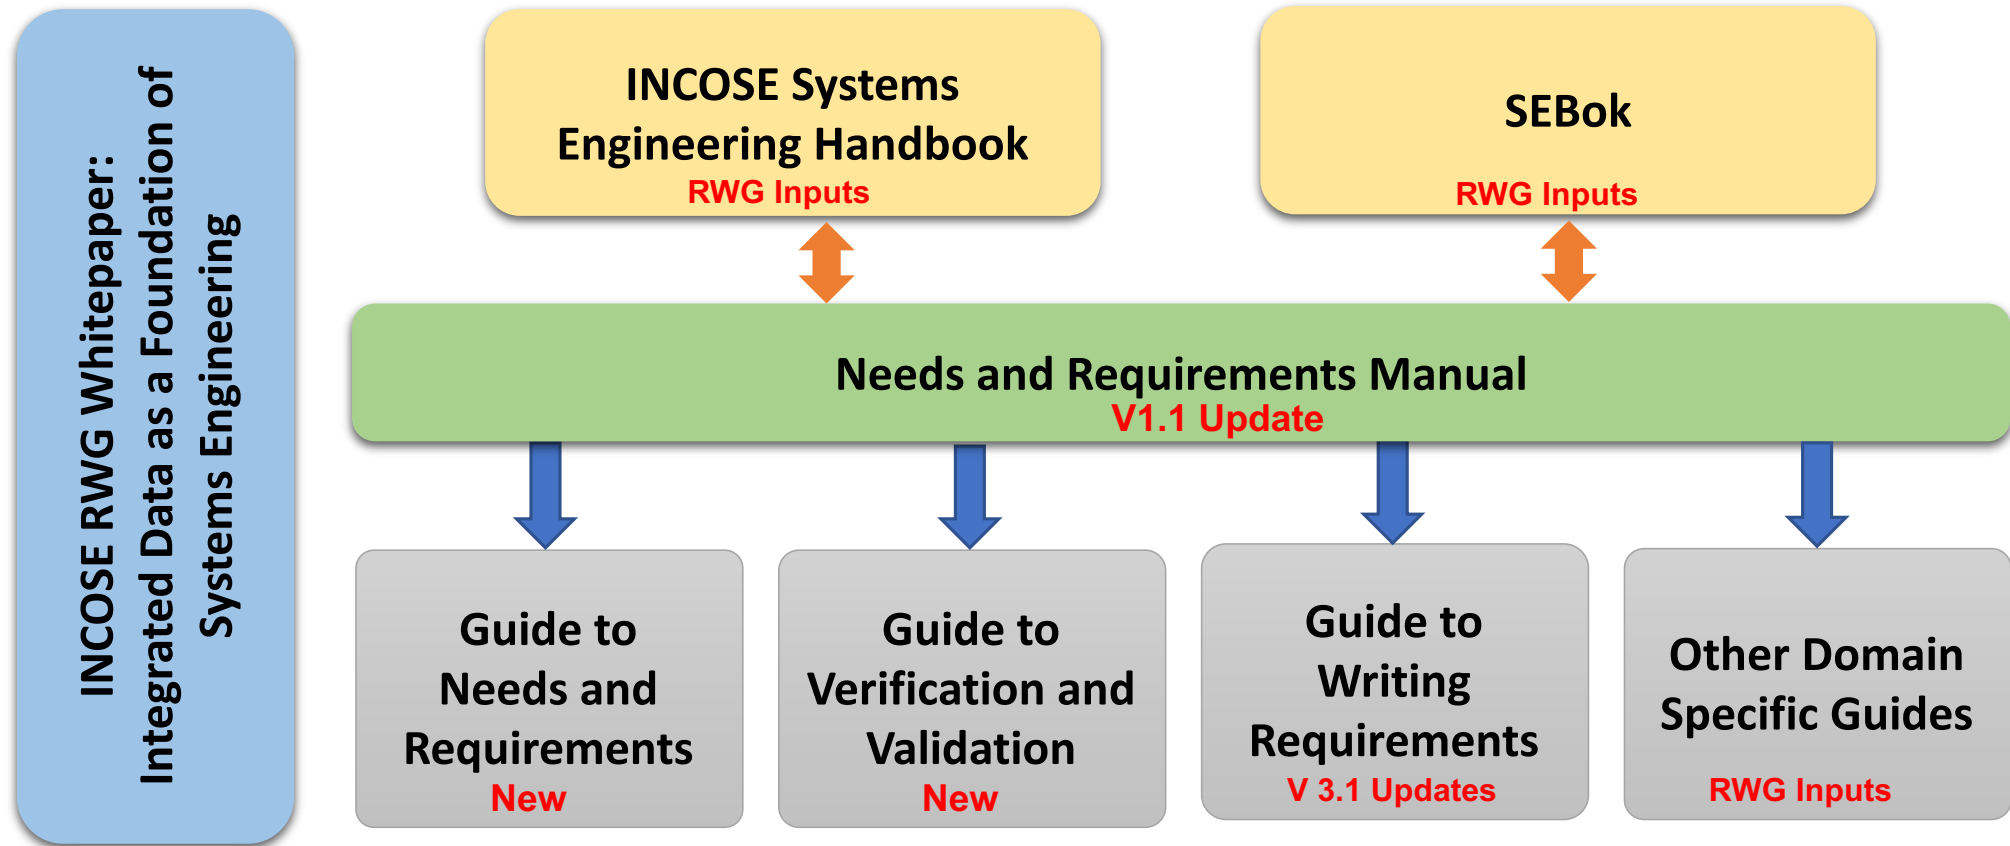 INCOSE RWG Whitepaper:
Integrated Data as a Foundation of
Systems Engineering
INCOSE Systems
Engineering Handbook
RWG Inputs
SEBok
RWG Inputs
Needs and Requirements Manual
V1.1 Update
Guide to
Needs and
Requirements
New
Guide to
Verification and
Validation
New
Guide to
Writing
Requirements
V 3.1 Updates
Other Domain
Specific Guides
RWG Inputs